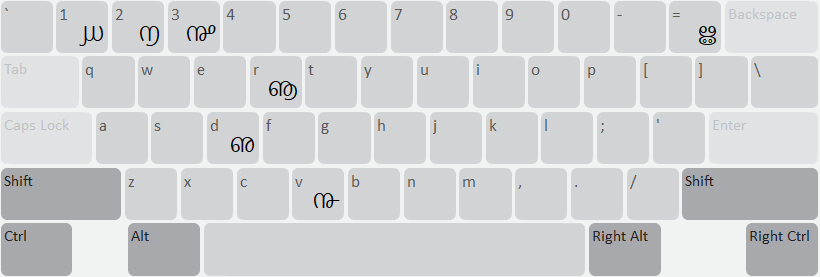 ` 1 ൰ 2 ൱ 3 ൲ 4 5 6 7 8 9 0 - = ൹ Backspace
Tab q w e r ൵ t y u i o p [ ] \
Caps Lock a s d ൴ f g h j k l ; ' Enter
Shift z x c v ൳ b n m , . / Shift
Ctrl Alt Right Alt Right Ctrl